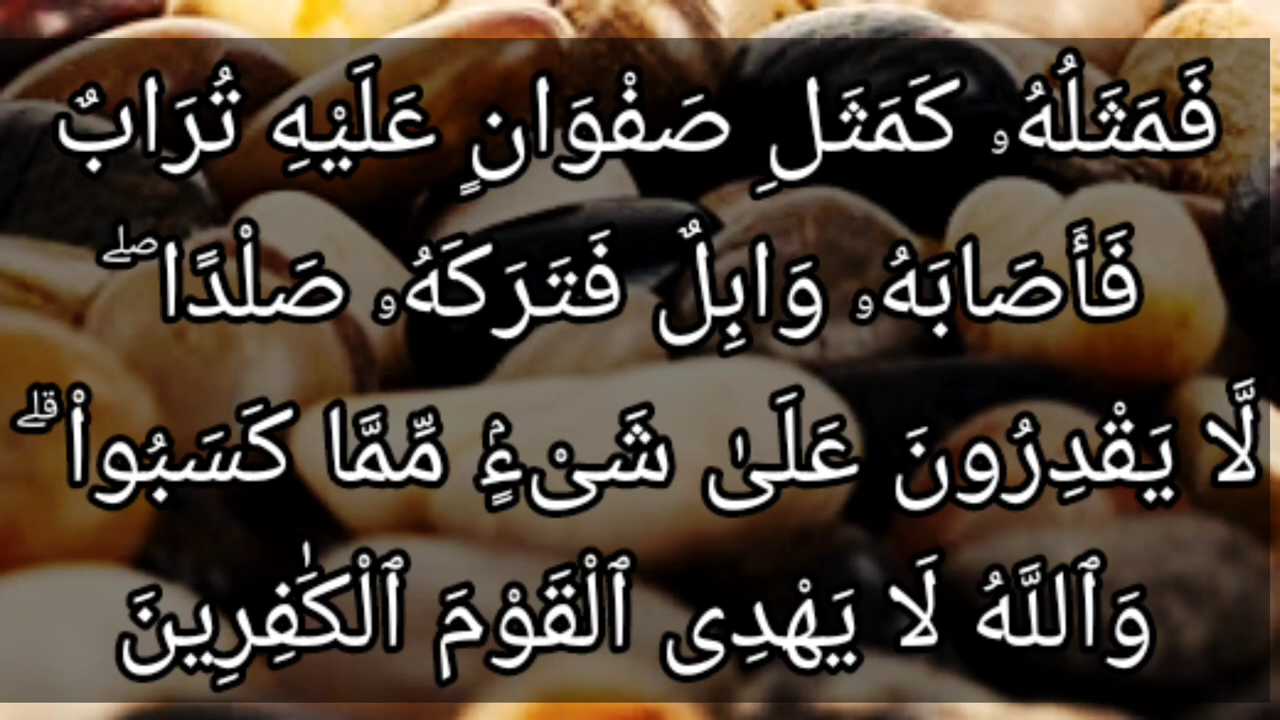 فَمَثَلُهُۥ كَمَثَلِ صَفْوَانٍ عَلَيْهِ تُرَابٌ
فَأَصَابَهُۥ وَابِلٌ فَتَرَكَهُۥ صَلْدًا ۖ
لَّا يَقْدِرُونَ عَلَىٰ شَىْءٍۢ مِّمَّا كَسَبُوا۟ ۗ
وَٱللَّهُ لَا يَهْدِى ٱلْقَوْمَ ٱلْكَٰفِرِينَ